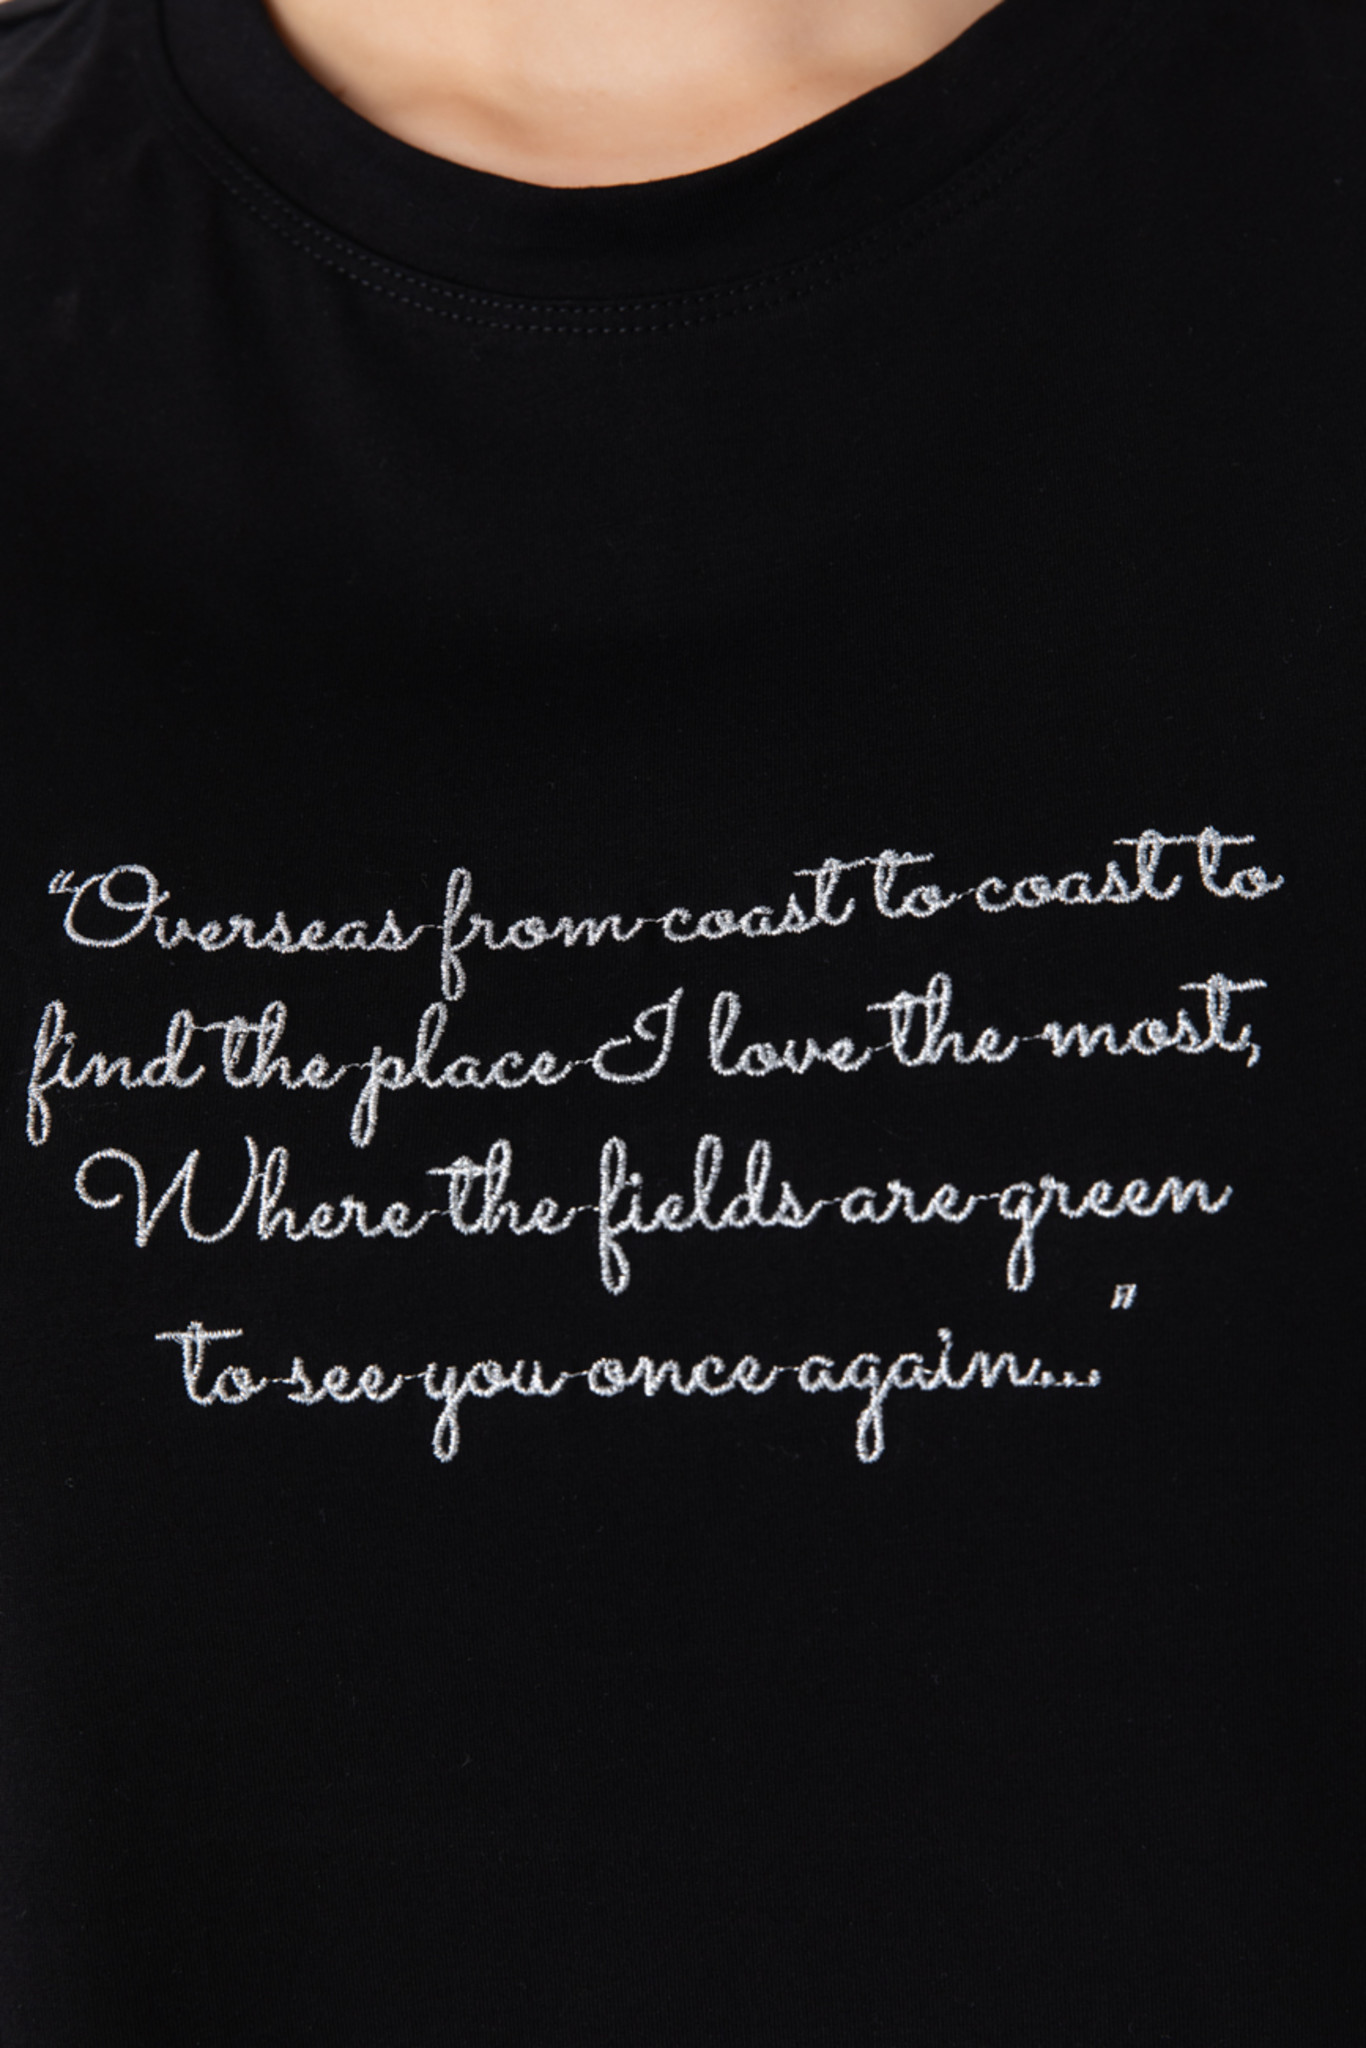 “Overseas from coast to coast to
find the place I love the most,
Where the fields are green
to see you once again...”